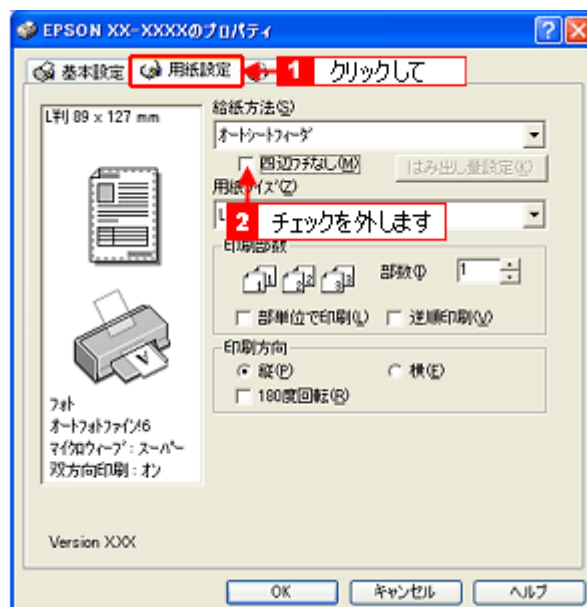 EPSON XX-XXXXのプロパティ
基本設定 用紙設定 1 クリックして
L判 89 x 127 mm
給紙方法(S)
オートシートフィーダ
四辺フチなし(M) はみ出し量設定(K)
用紙サイズ(Z)
L
2 チェックを外します
印刷部数
部数(I) 1
部単位で印刷(L) 逆順印刷(V)
印刷方向
縦(P) 横(E)
180度回転(R)
フォト
オートフォトファイン!6
マイクロウィーブ:スーパー
双方向印刷:オン
Version XXX
OK キャンセル ヘルプ